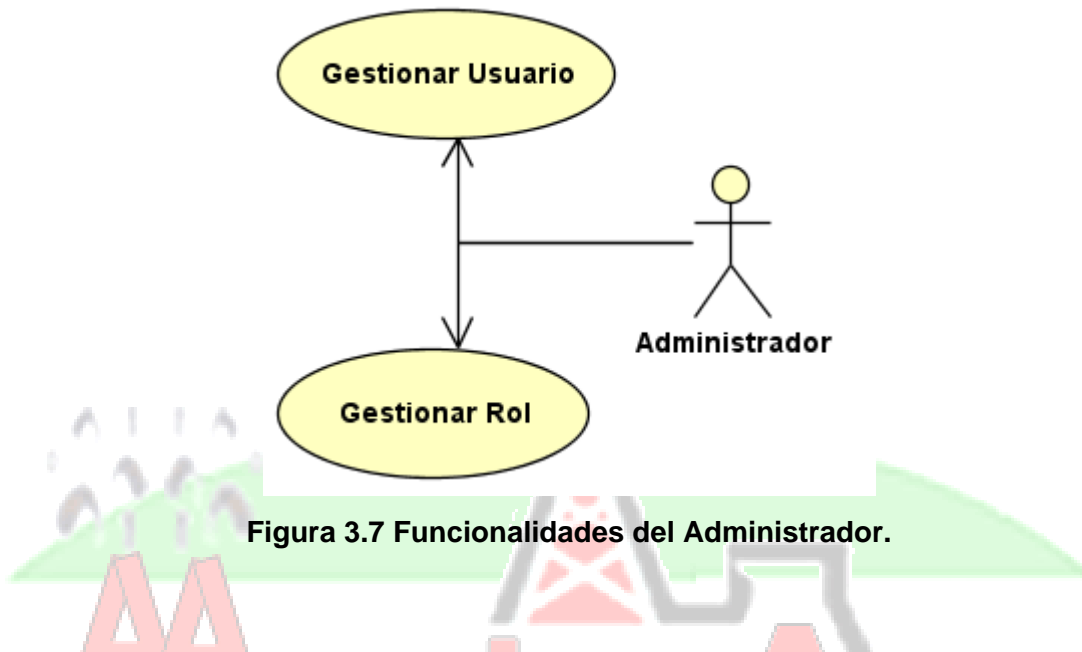 Gestionar Usuario
Administrador
Gestionar Rol
Figura 3.7 Funcionalidades del Administrador.